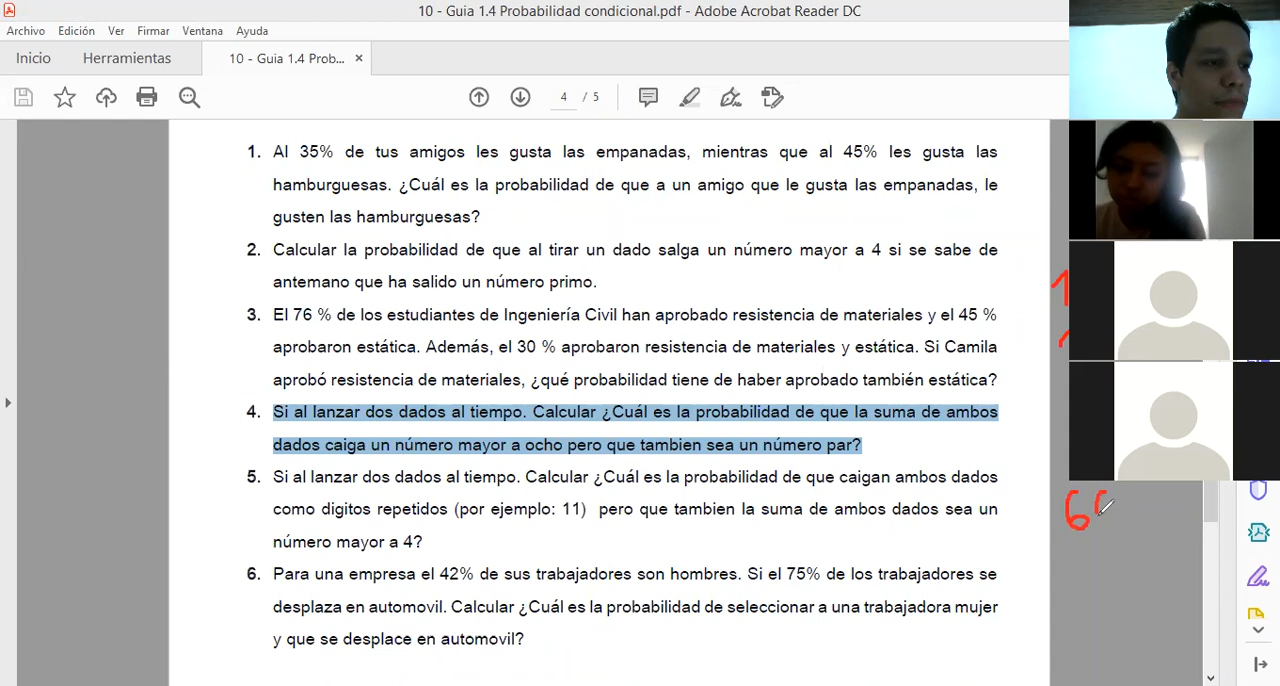 10 - Guia 1.4 Probabilidad condicional.pdf - Adobe Acrobat Reader DC
Archivo Edición Ver Firmar Ventana Ayuda
Inicio Herramientas 10 - Guia 1.4 Prob... ×
4 / 5
1. Al 35% de tus amigos les gusta las empanadas, mientras que al 45% les gusta las
hamburguesas. ¿Cuál es la probabilidad de que a un amigo que le gusta las empanadas, le
gusten las hamburguesas?
2. Calcular la probabilidad de que al tirar un dado salga un número mayor a 4 si se sabe de
antemano que ha salido un número primo.
3. El 76 % de los estudiantes de Ingeniería Civil han aprobado resistencia de materiales y el 45 %
aprobaron estática. Además, el 30 % aprobaron resistencia de materiales y estática. Si Camila
aprobó resistencia de materiales, ¿qué probabilidad tiene de haber aprobado también estática?
4. Si al lanzar dos dados al tiempo. Calcular ¿Cuál es la probabilidad de que la suma de ambos
dados caiga un número mayor a ocho pero que tambien sea un número par?
5. Si al lanzar dos dados al tiempo. Calcular ¿Cuál es la probabilidad de que caigan ambos dados
como digitos repetidos (por ejemplo: 11) pero que tambien la suma de ambos dados sea un
número mayor a 4?
6. Para una empresa el 42% de sus trabajadores son hombres. Si el 75% de los trabajadores se
desplaza en automovil. Calcular ¿Cuál es la probabilidad de seleccionar a una trabajadora mujer
y que se desplace en automovil?